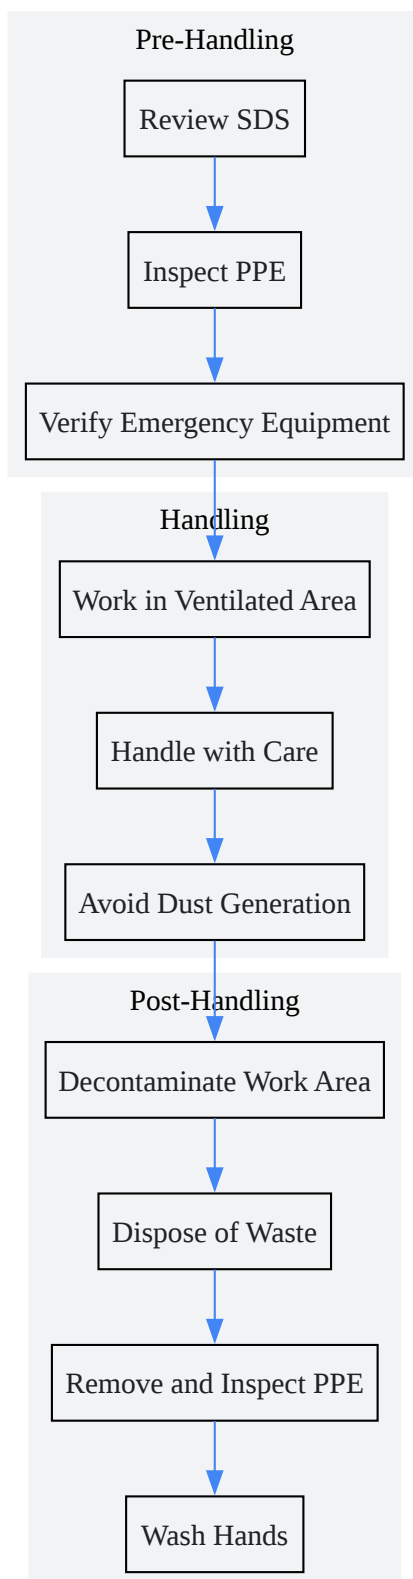 Pre-Handling
Review SDS
Inspect PPE
Verify Emergency Equipment
Handling
Work in Ventilated Area
Handle with Care
Avoid Dust Generation
Post-Handling
Decontaminate Work Area
Dispose of Waste
Remove and Inspect PPE
Wash Hands